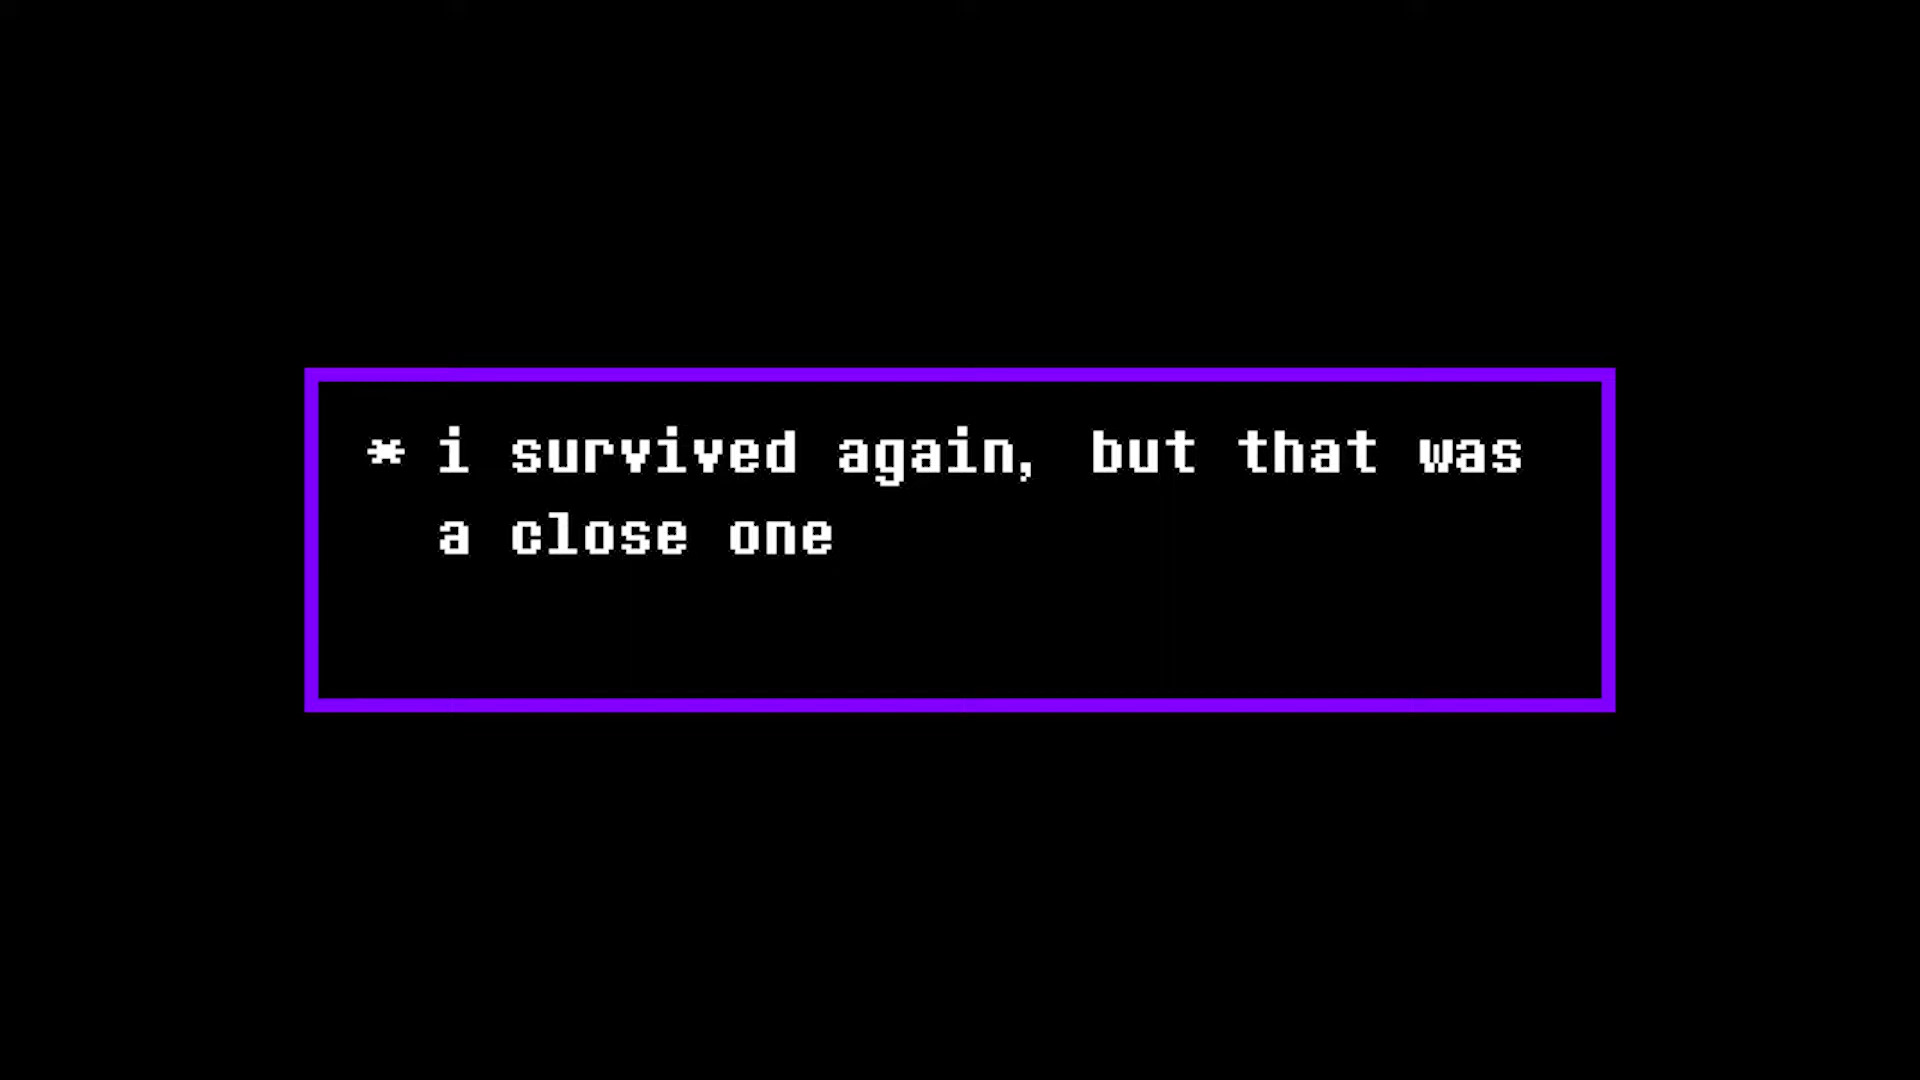 * i survived again, but that was
a close one